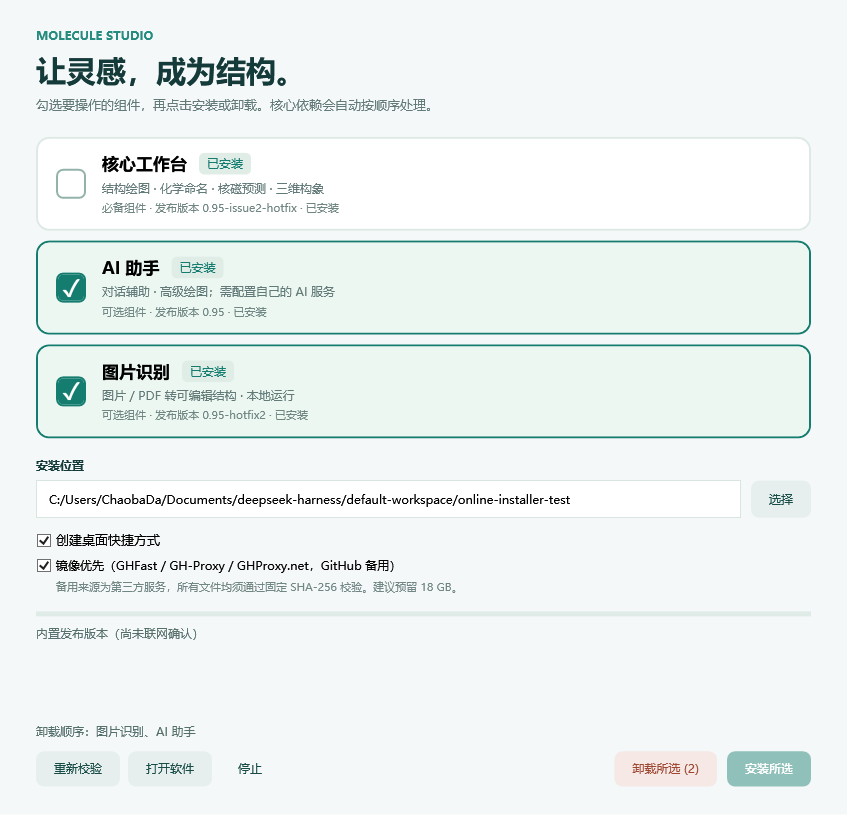 MOLECULE STUDIO
让灵感，成为结构。
勾选要操作的组件，再点击安装或卸载。核心依赖会自动按顺序处理。
核心工作台 已安装
结构绘图 · 化学命名 · 核磁预测 · 三维构象
必备组件 · 发布版本 0.95-issue2-hotfix · 已安装
AI 助手 已安装
对话辅助 · 高级绘图；需配置自己的 AI 服务
可选组件 · 发布版本 0.95 · 已安装
图片识别 已安装
图片 / PDF 转可编辑结构 · 本地运行
可选组件 · 发布版本 0.95-hotfix2 · 已安装
安装位置
C:/Users/ChaobaDa/Documents/deepseek-harness/default-workspace/online-installer-test 选择
创建桌面快捷方式
镜像优先（GHFast / GH-Proxy / GHProxy.net，GitHub 备用）
备用来源为第三方服务，所有文件均须通过固定 SHA-256 校验。建议预留 18 GB。
内置发布版本（尚未联网确认）
卸载顺序：图片识别、AI 助手
重新校验 打开软件 停止 卸载所选 (2) 安装所选